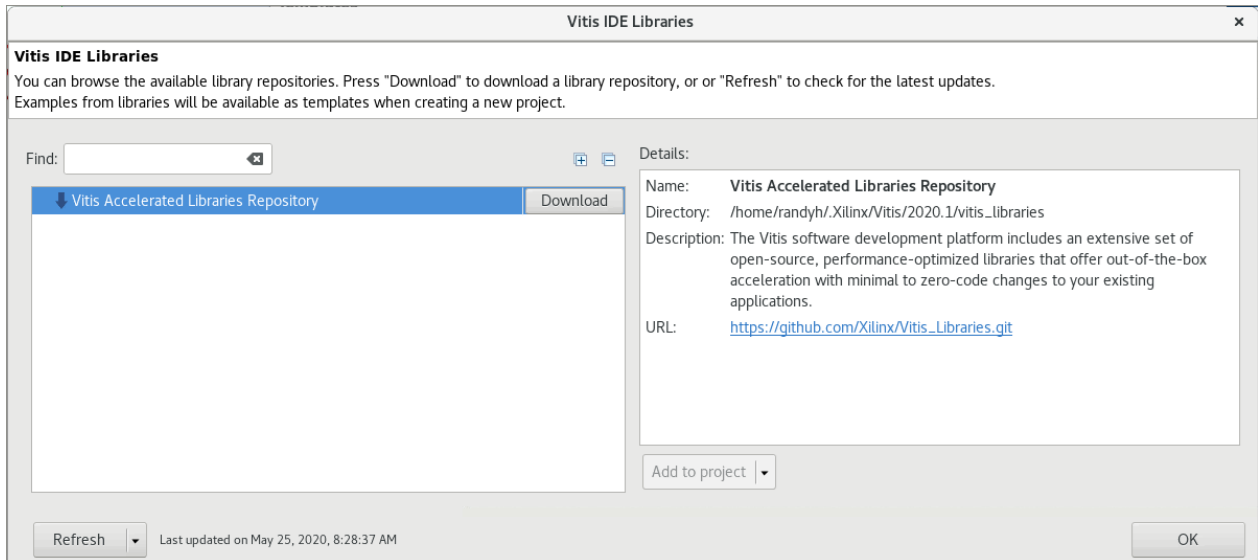 Vitis IDE Libraries
Vitis IDE Libraries
You can browse the available library repositories. Press "Download" to download a library repository, or or "Refresh" to check for the latest updates.
Examples from libraries will be available as templates when creating a new project.
Find:
Details:
Vitis Accelerated Libraries Repository
Download
Name: Vitis Accelerated Libraries Repository
Directory: /home/randyh/.Xilinx/Vitis/2020.1/vitis_libraries
Description: The Vitis software development platform includes an extensive set of
open-source, performance-optimized libraries that offer out-of-the-box
acceleration with minimal to zero-code changes to your existing
applications.
URL: https://github.com/Xilinx/Vitis_Libraries.git
Add to project
Refresh
Last updated on May 25, 2020, 8:28:37 AM
OK